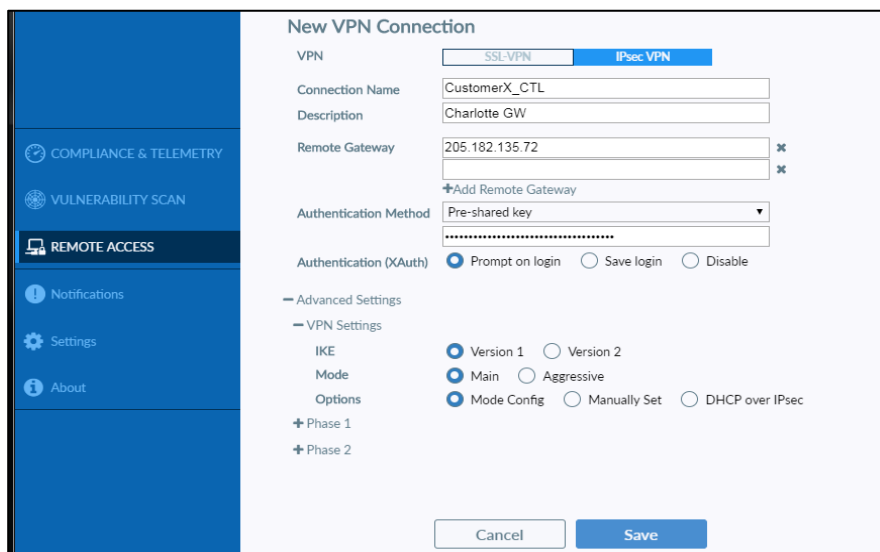 New VPN Connection
VPN SSL-VPN IPsec VPN
Connection Name CustomerX_CTL
Description Charlotte GW
COMPLIANCE & TELEMETRY
Remote Gateway 205.182.135.72
VULNERABILITY SCAN
+Add Remote Gateway
Authentication Method Pre-shared key
REMOTE ACCESS
Authentication (XAuth) Prompt on login Save login Disable
Notifications
Advanced Settings
VPN Settings
Settings
IKE Version 1 Version 2
Mode Main Aggressive
About
Options Mode Config Manually Set DHCP over IPsec
+ Phase 1
+ Phase 2
Cancel Save